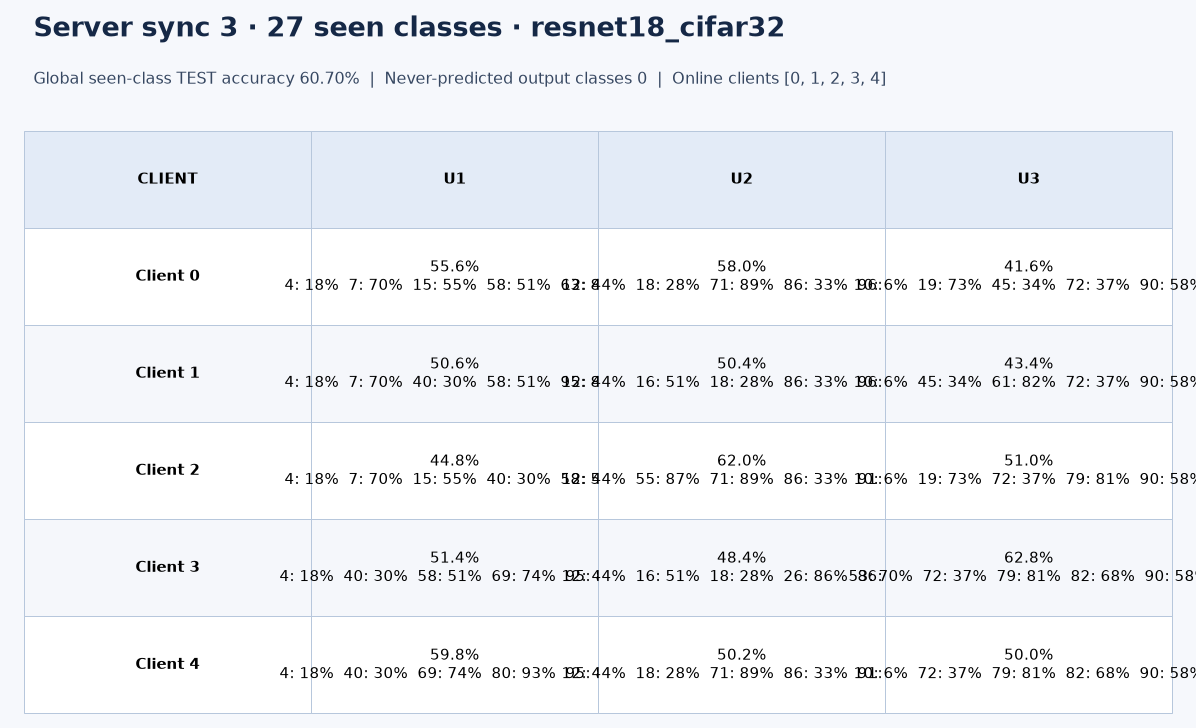 Server sync 3 · 27 seen classes · resnet18_cifar32
Global seen-class TEST accuracy 60.70% | Never-predicted output classes 0 | Online clients [0, 1, 2, 3, 4]
CLIENT U1 U2 U3
55.6% 58.0% 41.6%
Client 0
4: 18% 7: 70% 15: 55% 58: 51% 18: 28% 71: 89% 86: 33% 19: 73% 45: 34% 72: 37% 90: 58%
50.6% 50.4% 43.4%
Client 1
4: 18% 7: 70% 40: 30% 58: 51% 16: 51% 18: 28% 86: 33% 45: 34% 61: 82% 72: 37% 90: 58%
44.8% 62.0% 51.0%
Client 2
4: 18% 7: 70% 15: 55% 40: 30% 55: 87% 71: 89% 86: 33% 19: 73% 72: 37% 79: 81% 90: 58%
51.4% 48.4% 62.8%
Client 3
4: 18% 40: 30% 58: 51% 69: 74% 16: 51% 18: 28% 26: 86% 72: 37% 79: 81% 82: 68% 90: 58%
59.8% 50.2% 50.0%
Client 4
4: 18% 40: 30% 69: 74% 80: 93% 18: 28% 71: 89% 86: 33% 72: 37% 79: 81% 82: 68% 90: 58%